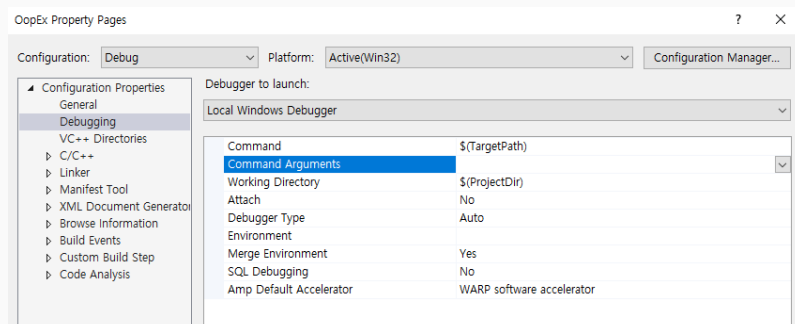 OopEx Property Pages ? ×
Configuration: Debug Platform: Active(Win32) Configuration Manager...
Configuration Properties
General
Debugging
VC++ Directories
C/C++
Linker
Manifest Tool
XML Document Generator
Browse Information
Build Events
Custom Build Step
Code Analysis
Debugger to launch:
Local Windows Debugger
Command $(TargetPath)
Command Arguments
Working Directory $(ProjectDir)
Attach No
Debugger Type Auto
Environment
Merge Environment Yes
SQL Debugging No
Amp Default Accelerator WARP software accelerator